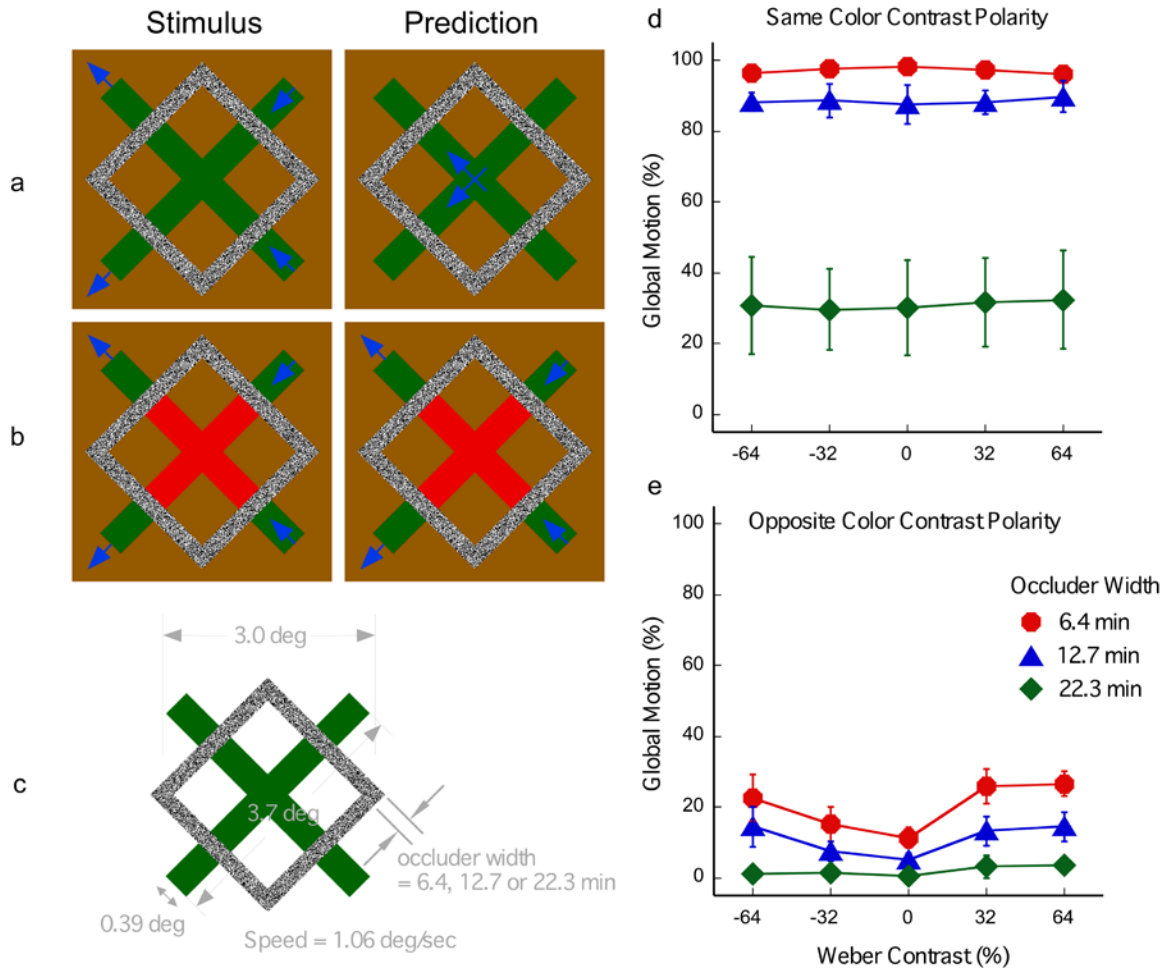 Stimulus
Prediction
a
b
c
3.0 deg
3.7 deg
occluder width
= 6.4, 12.7 or 22.3 min
0.39 deg
Speed = 1.06 deg/sec
d
Same Color Contrast Polarity
Global Motion (%)
100
80
60
40
20
0
-64
-32
0
32
64
e
Opposite Color Contrast Polarity
Global Motion (%)
100
80
60
40
20
0
Occluder Width
6.4 min
12.7 min
22.3 min
-64
-32
0
32
64
Weber Contrast (%)